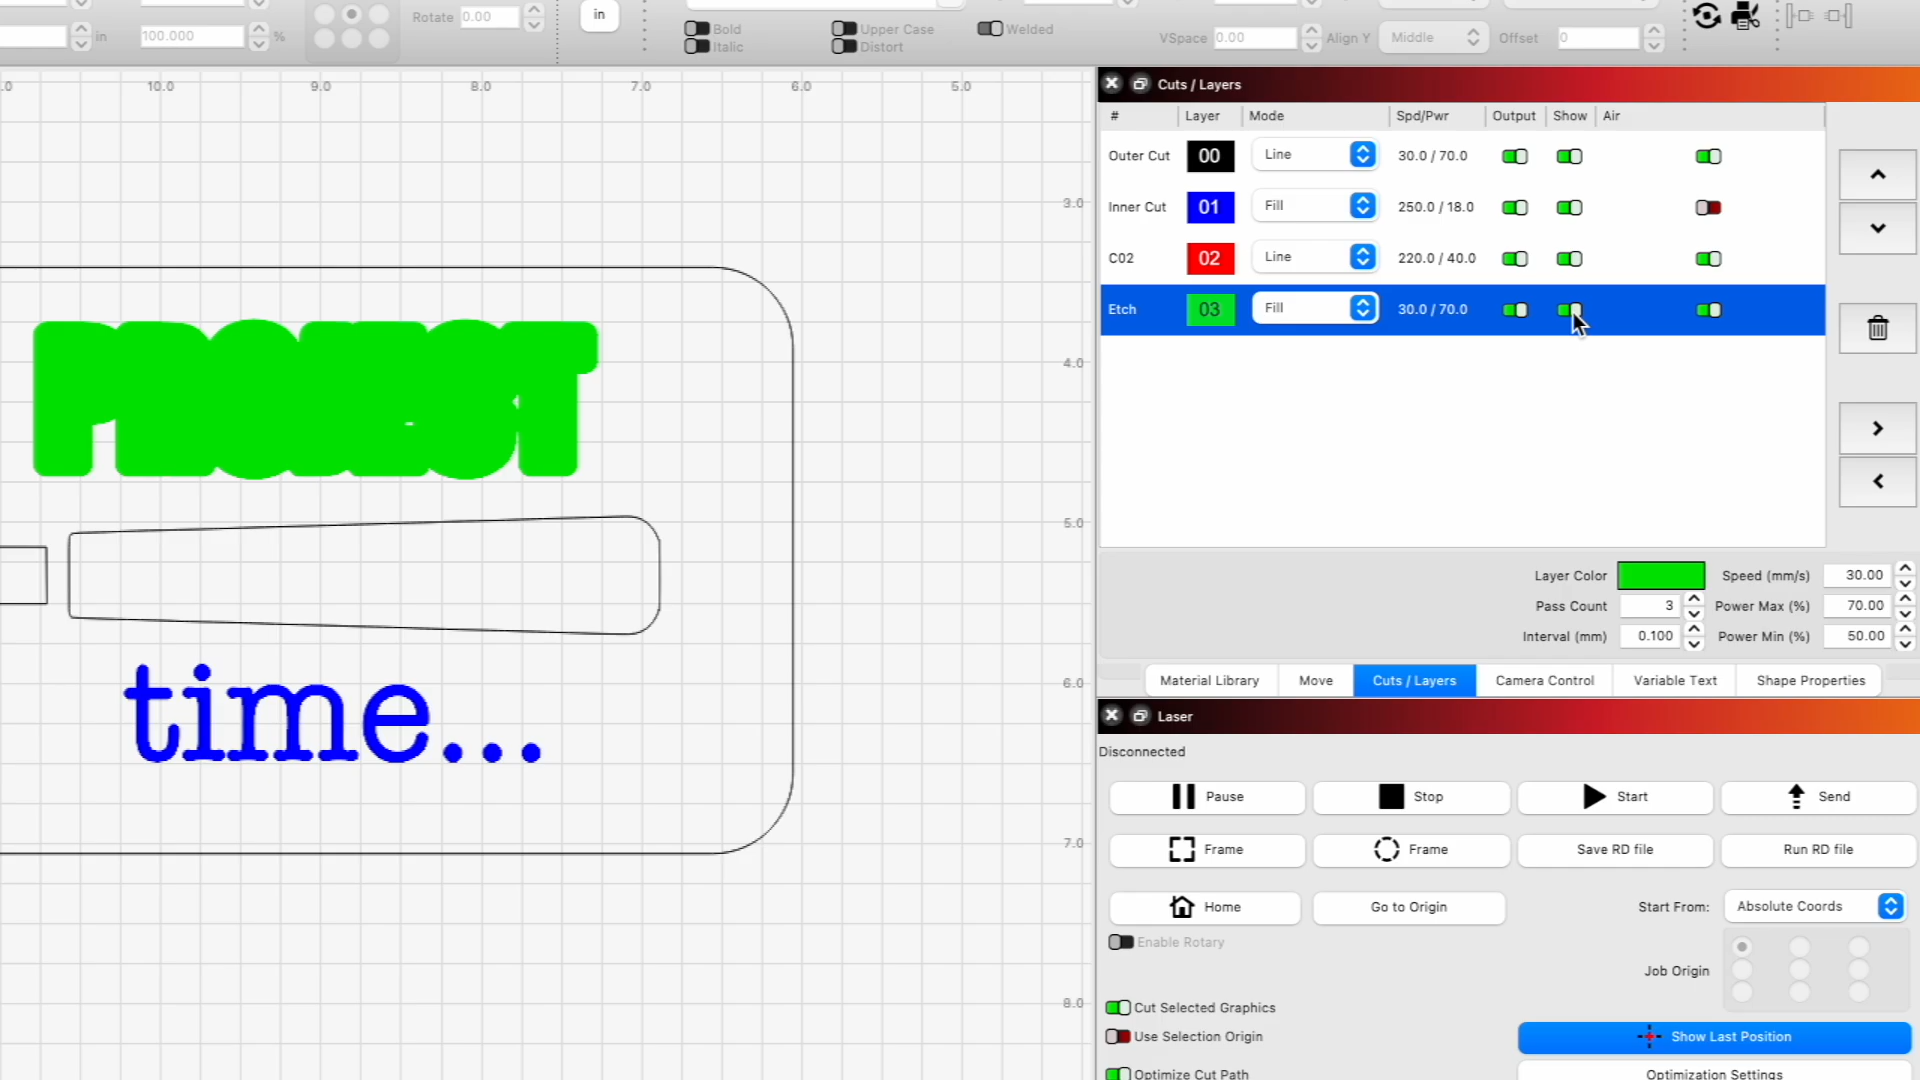 Rotate 0.00 in Bold Upper Case Welded
in 100.000 % Italic Distort VSpace 0.00 Align Y Middle Offset 0
10.0 9.0 8.0 7.0 6.0 5.0
3.0
4.0
5.0
6.0
7.0
8.0
time...
Cuts / Layers
# Layer Mode Spd/Pwr Output Show Air
Outer Cut 00 Line 30.0 / 70.0
Inner Cut 01 Fill 250.0 / 18.0
C02 02 Line 220.0 / 40.0
Etch 03 Fill 30.0 / 70.0
Layer Color Speed (mm/s) 30.00
Pass Count 3 Power Max (%) 70.00
Interval (mm) 0.100 Power Min (%) 50.00
Material Library Move Cuts / Layers Camera Control Variable Text Shape Properties
Laser
Disconnected
Pause Stop Start Send
Frame Frame Save RD file Run RD file
Home Go to Origin Start From: Absolute Coords
Enable Rotary
Job Origin
Cut Selected Graphics
Use Selection Origin Show Last Position
Optimize Cut Path Optimization Settings